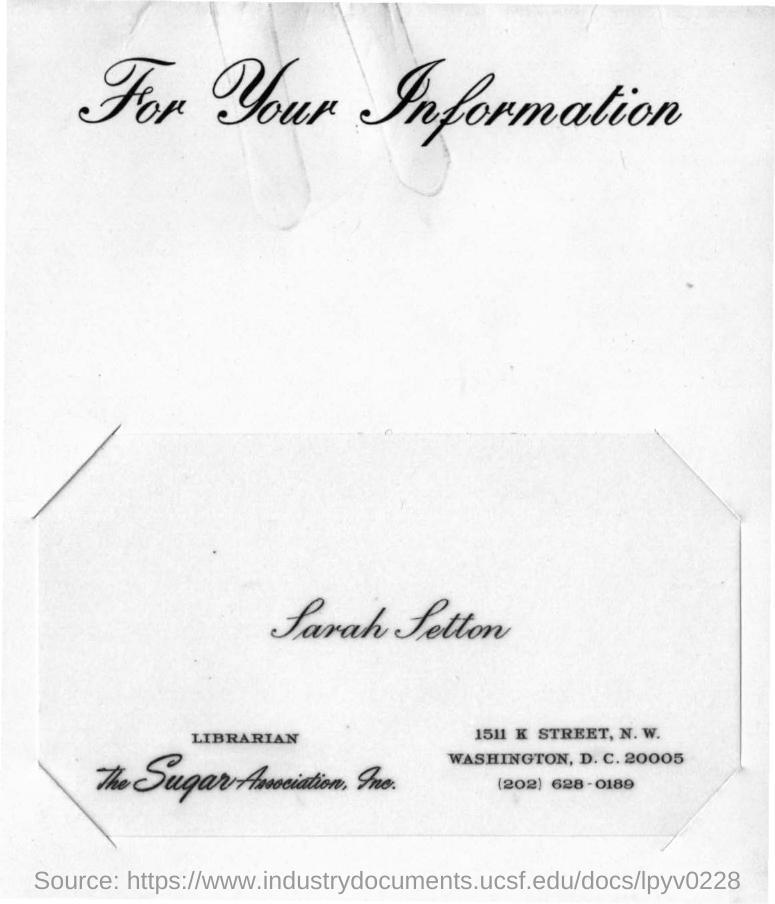 For Your Information
Sarah Setton
LIBRARIAN
The Sugar Association, Inc.
1511 K STREET, N. W.
WASHINGTON, D. C. 20005
(202) 628-0189
Source: https://www.industrydocuments.ucsf.edu/docs/lpyv0228